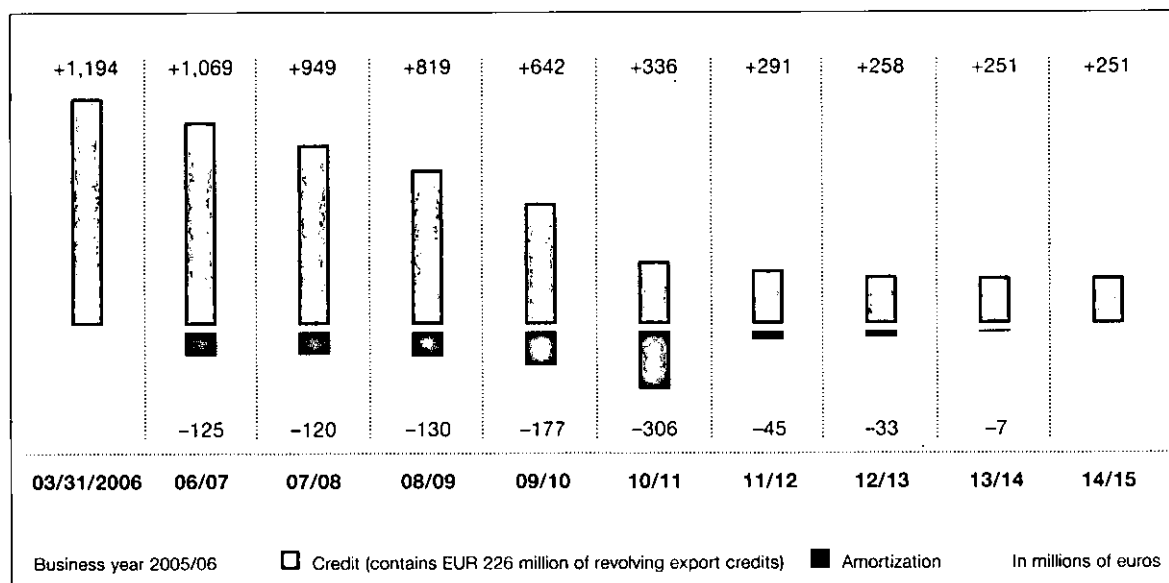 +1,194 +1,069 +949 +819 +642 +336 +291 +258 +251 +251
−125 −120 −130 −177 −306 −45 −33 −7
03/31/2006 06/07 07/08 08/09 09/10 10/11 11/12 12/13 13/14 14/15
Business year 2005/06 Credit (contains EUR 226 million of revolving export credits) Amortization In millions of euros